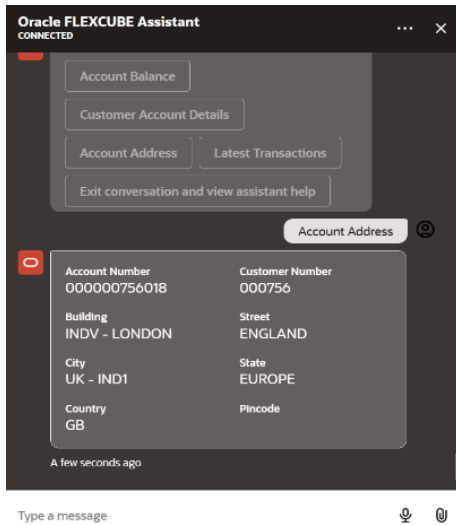 Oracle FLEXCUBE Assistant
CONNECTED
Account Balance
Customer Account Details
Account Address Latest Transactions
Exit conversation and view assistant help
Account Address
Account Number Customer Number
000000756018 000756
Building Street
INDV - LONDON ENGLAND
City State
UK - IND1 EUROPE
Country Pincode
GB
A few seconds ago
Type a message